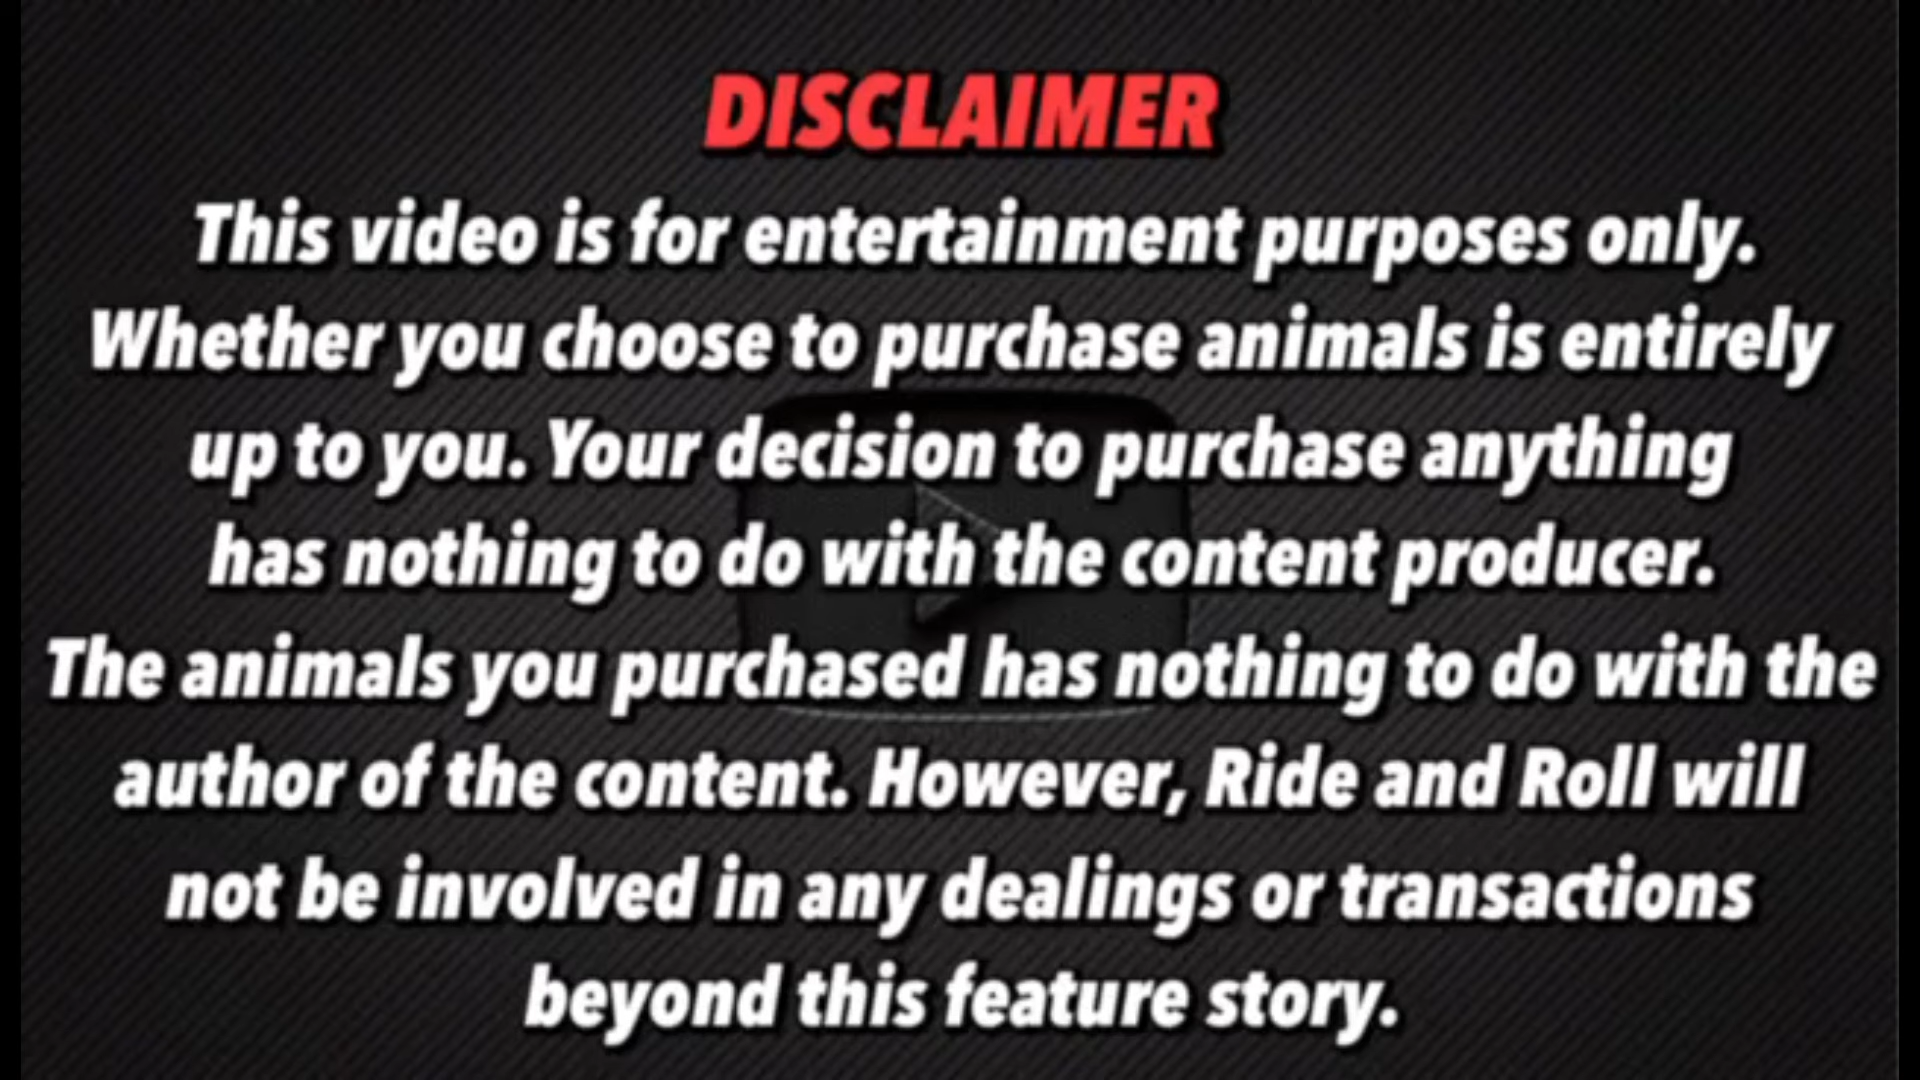 DISCLAIMER
This video is for entertainment purposes only.
Whether you choose to purchase animals is entirely
up to you. Your decision to purchase anything
has nothing to do with the content producer.
The animals you purchased has nothing to do with the
author of the content. However, Ride and Roll will
not be involved in any dealings or transactions
beyond this feature story.